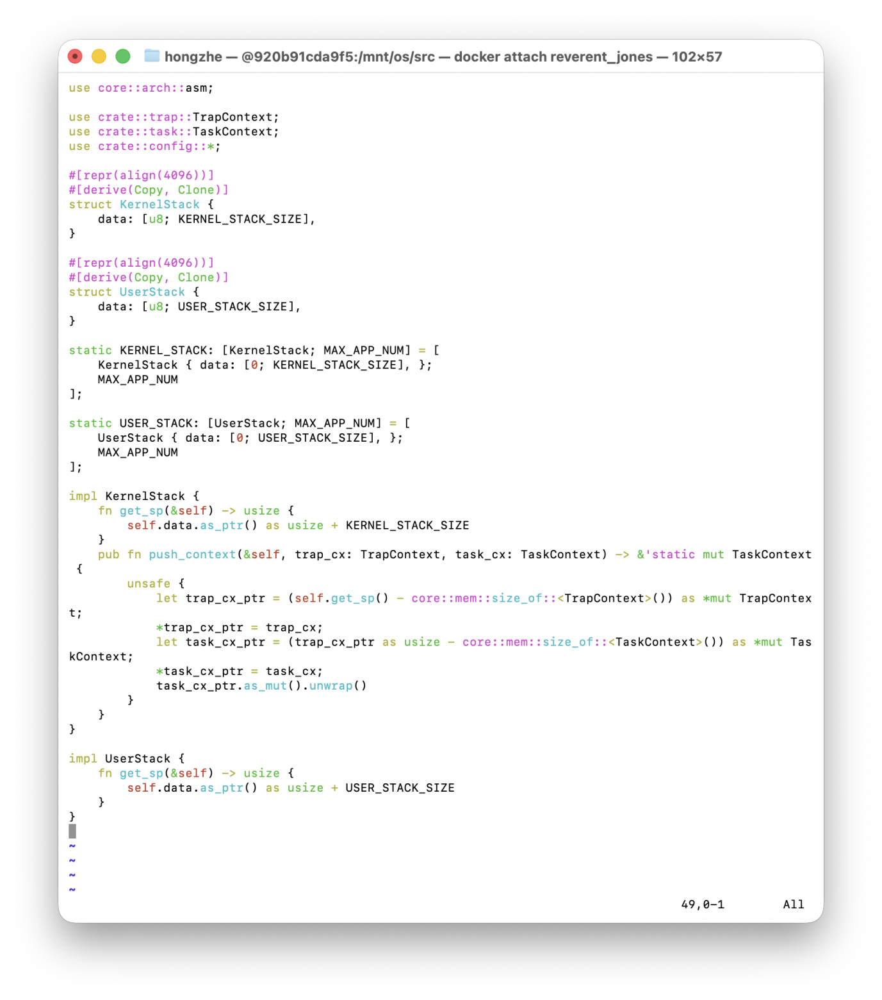 hongzhe — @920b91cda9f5:/mnt/os/src — docker attach reverent_jones — 102×57
use core::arch::asm;

use crate::trap::TrapContext;
use crate::task::TaskContext;
use crate::config::*;

#[repr(align(4096))]
#[derive(Copy, Clone)]
struct KernelStack {
    data: [u8; KERNEL_STACK_SIZE],
}

#[repr(align(4096))]
#[derive(Copy, Clone)]
struct UserStack {
    data: [u8; USER_STACK_SIZE],
}

static KERNEL_STACK: [KernelStack; MAX_APP_NUM] = [
    KernelStack { data: [0; KERNEL_STACK_SIZE], };
    MAX_APP_NUM
];

static USER_STACK: [UserStack; MAX_APP_NUM] = [
    UserStack { data: [0; USER_STACK_SIZE], };
    MAX_APP_NUM
];

impl KernelStack {
    fn get_sp(&self) -> usize {
        self.data.as_ptr() as usize + KERNEL_STACK_SIZE
    }
    pub fn push_context(&self, trap_cx: TrapContext, task_cx: TaskContext) -> &'static mut TaskContext
 {
        unsafe {
            let trap_cx_ptr = (self.get_sp() - core::mem::size_of::<TrapContext>()) as *mut TrapContex
t;
            *trap_cx_ptr = trap_cx;
            let task_cx_ptr = (trap_cx_ptr as usize - core::mem::size_of::<TaskContext>()) as *mut Tas
kContext;
            *task_cx_ptr = task_cx;
            task_cx_ptr.as_mut().unwrap()
        }
    }
}

impl UserStack {
    fn get_sp(&self) -> usize {
        self.data.as_ptr() as usize + USER_STACK_SIZE
    }
}

~
~
~
~
49,0-1 All